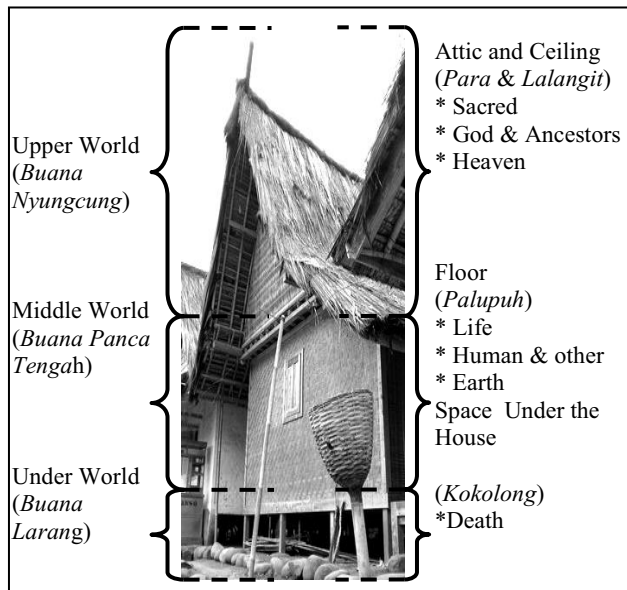 Upper World
(Buana
Nyungcung)
Middle World
(Buana Panca
Tengah)
Under World
(Buana
Larang)
Attic and Ceiling
(Para & Lalangit)
* Sacred
* God & Ancestors
* Heaven
Floor
(Palupuh)
* Life
* Human & other
* Earth
Space Under the
House
(Kokolong)
*Death